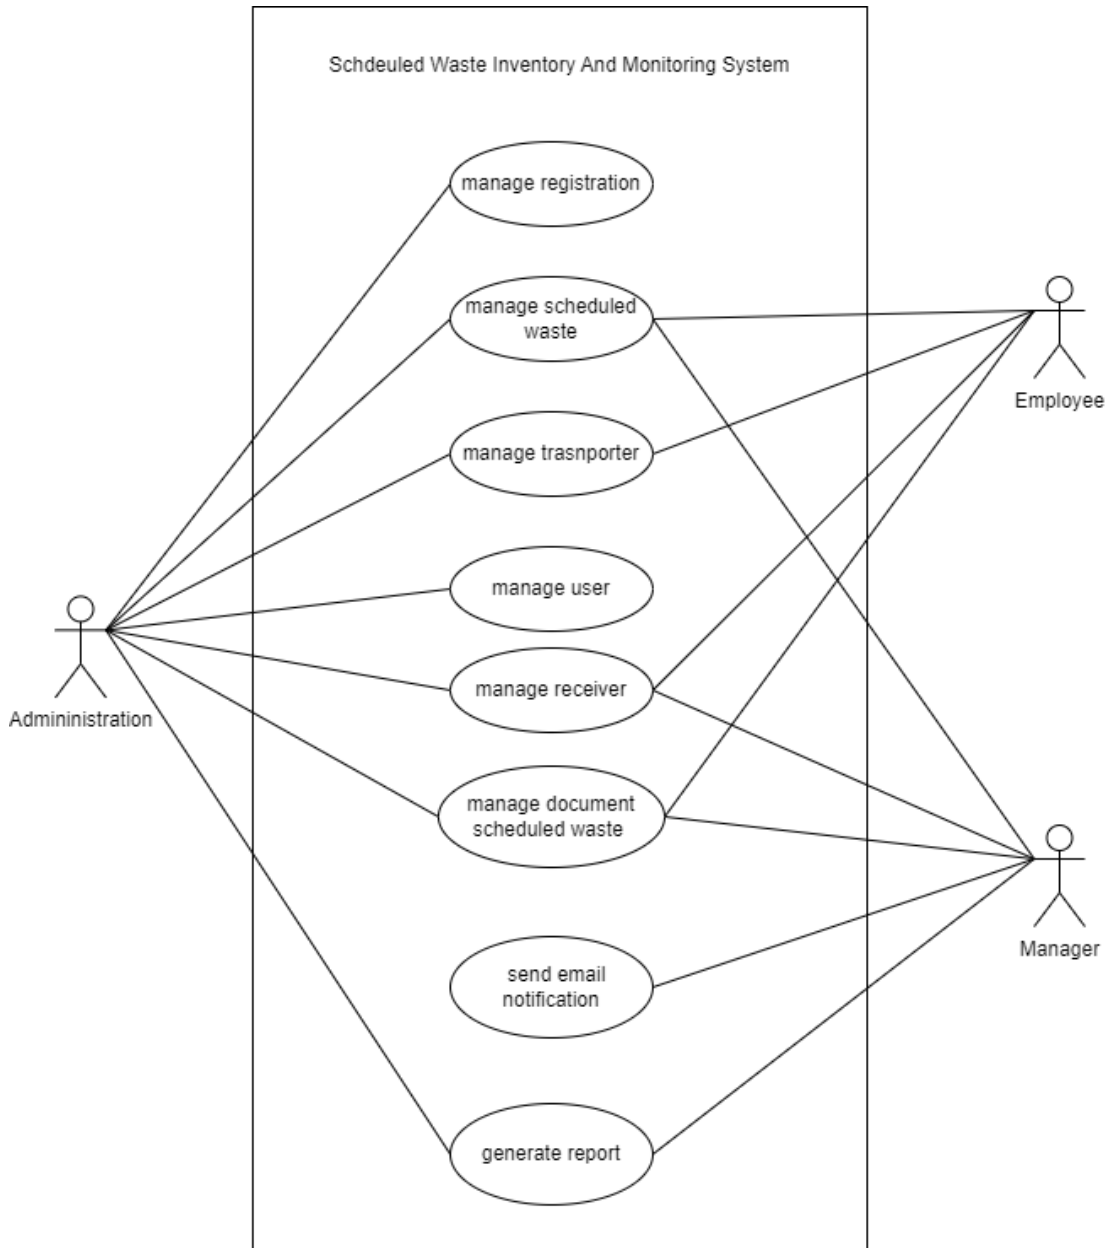 Schdeuled Waste Inventory And Monitoring System
manage registration
manage scheduled
waste
manage trasnporter
Employee
manage user
manage receiver
Admininistration
manage document
scheduled waste
Manager
send email
notification
generate report